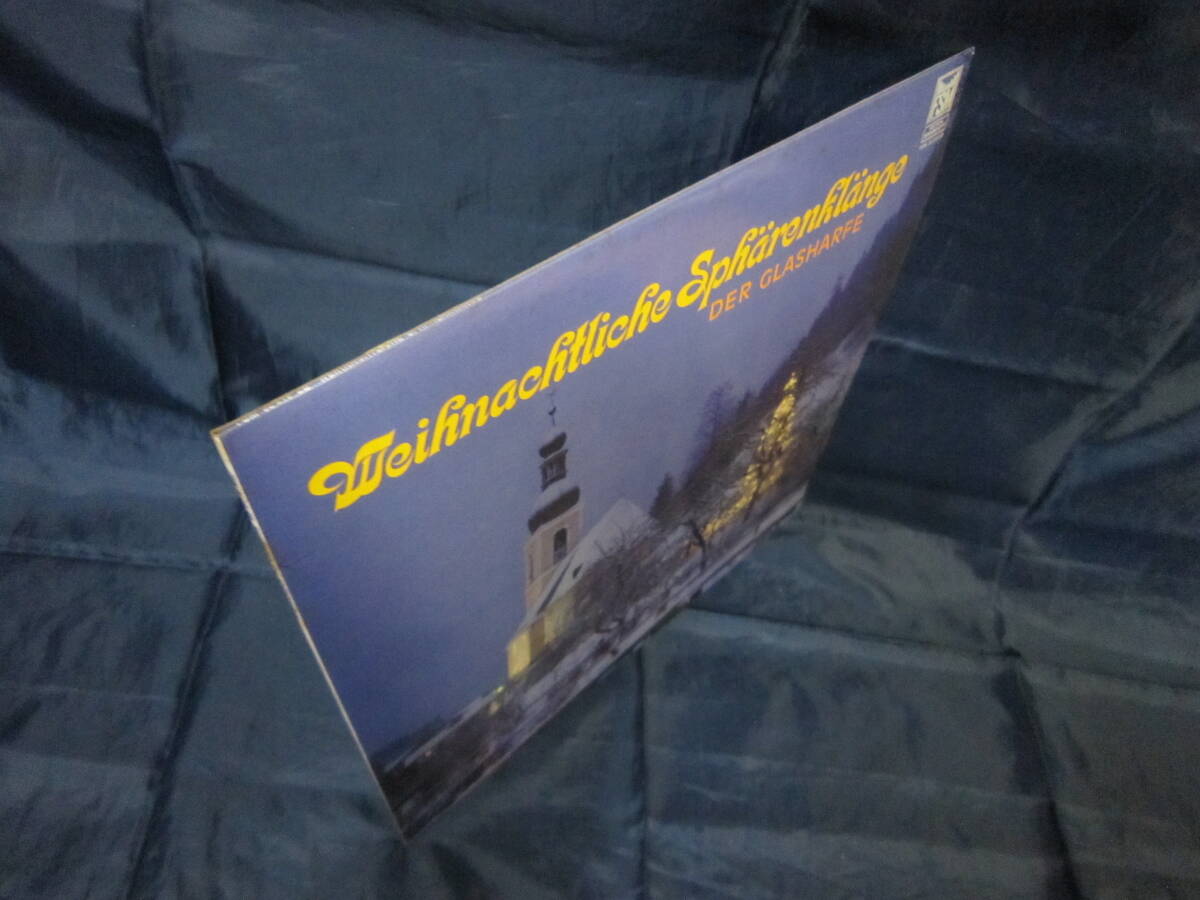 Weihnachtliche Sphärenklänge
DER GLASHARFE